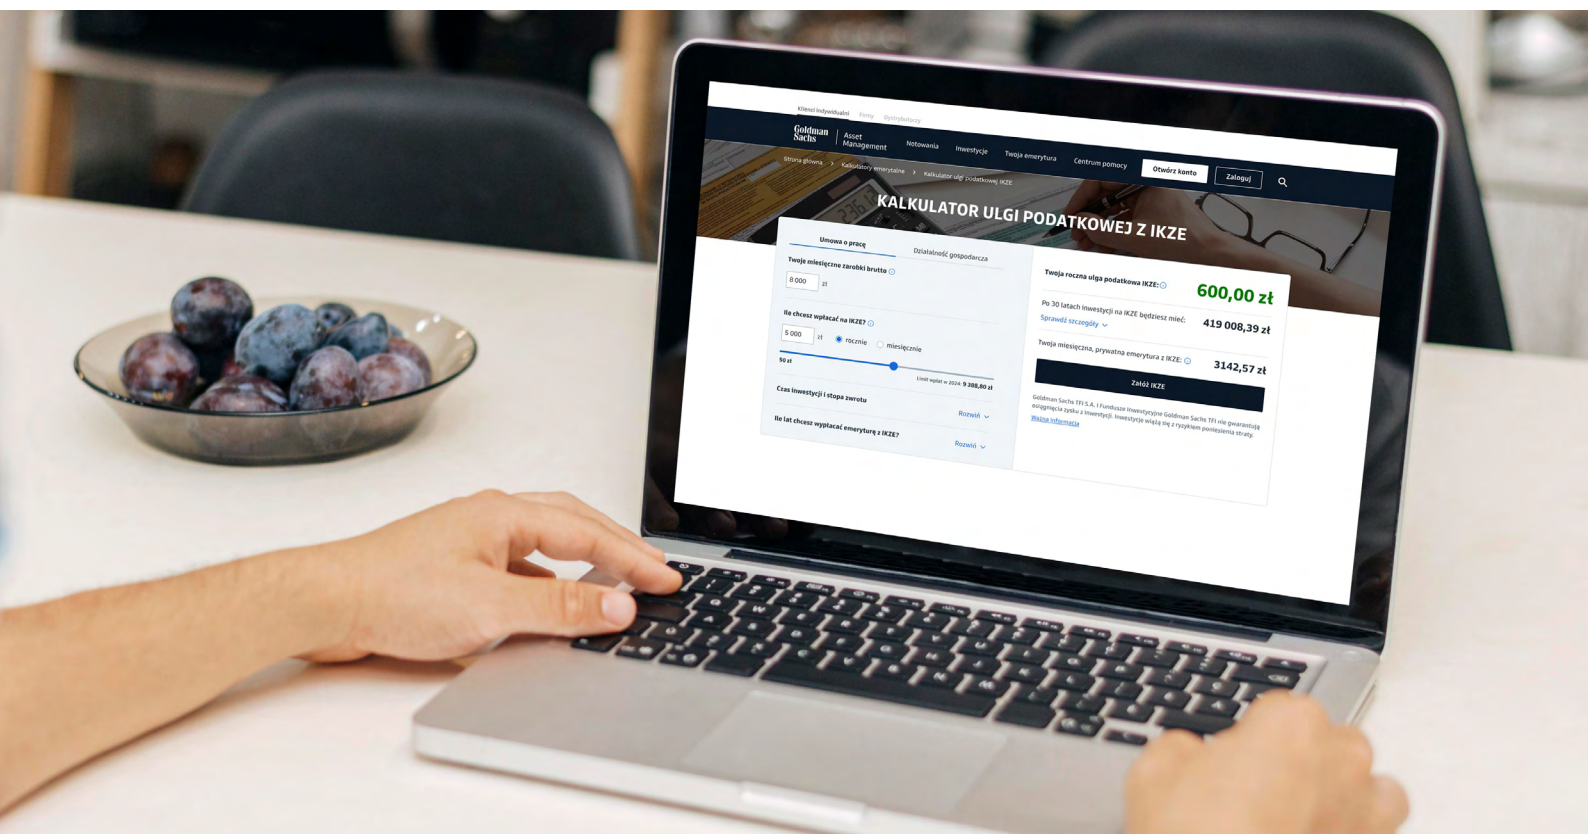 Klienci indywidualni Firmy Dystrybutorzy
Goldman Sachs
Asset Management
Notowania Inwestycje Twoja emerytura Centrum pomocy Otwórz konto Zaloguj
Strona główna > Kalkulatory emerytalne > Kalkulator ulgi podatkowej IKZE
KALKULATOR ULGI PODATKOWEJ Z IKZE
Umowa o pracę Działalność gospodarcza
Twoje miesięczne zarobki brutto
8 000 zł
Ile chcesz wpłacać na IKZE?
5 000 zł rocznie miesięcznie
50 zł
Limit wpłat w 2024: 9 388,80 zł
Czas inwestycji i stopa zwrotu Rozwiń
Ile lat chcesz wypłacać emeryturę z IKZE? Rozwiń
Twoja roczna ulga podatkowa IKZE: 600,00 zł
Po 30 latach inwestycji na IKZE będziesz mieć: 419 008,39 zł
Sprawdź szczegóły
Twoja miesięczna, prywatna emerytura z IKZE: 3142,57 zł
Załóż IKZE
Goldman Sachs TFI S.A. i Fundusze Inwestycyjne Goldman Sachs TFI nie gwarantują
osiągnięcia zysku z inwestycji. Inwestycje wiążą się z ryzykiem poniesienia straty.
Ważna informacja